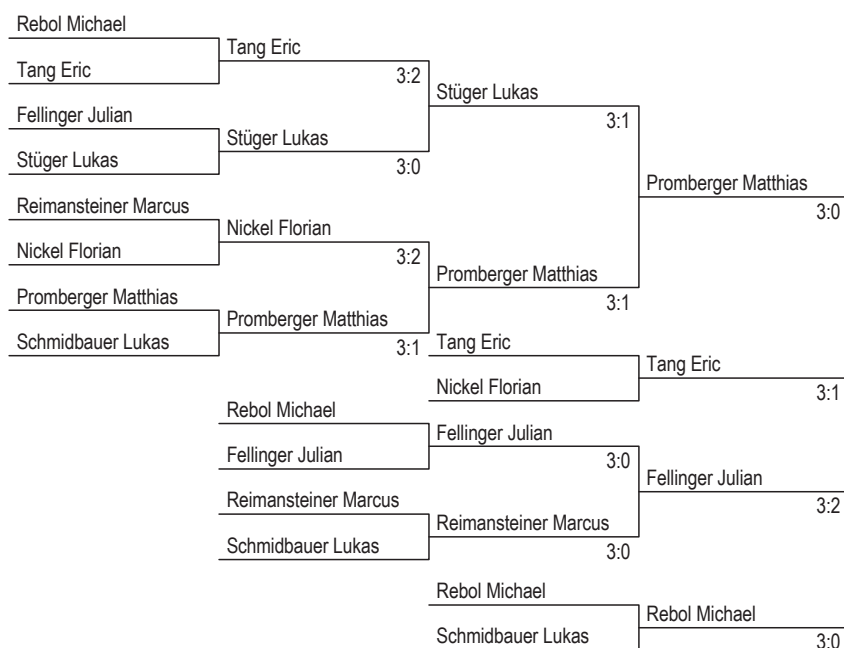 Rebol Michael
Tang Eric
Tang Eric
3:2
Fellinger Julian
Stüger Lukas
3:1
Stüger Lukas
Stüger Lukas
3:0
Promberger Matthias
3:0
Reimansteiner Marcus
Nickel Florian
Nickel Florian
3:2
Promberger Matthias
3:1
Promberger Matthias
Promberger Matthias
3:1
Schmidbauer Lukas
Tang Eric
Tang Eric
3:1
Nickel Florian
Rebol Michael
Fellinger Julian
3:0
Fellinger Julian
Fellinger Julian
3:2
Reimansteiner Marcus
Reimansteiner Marcus
3:0
Schmidbauer Lukas
Rebol Michael
Rebol Michael
3:0
Schmidbauer Lukas